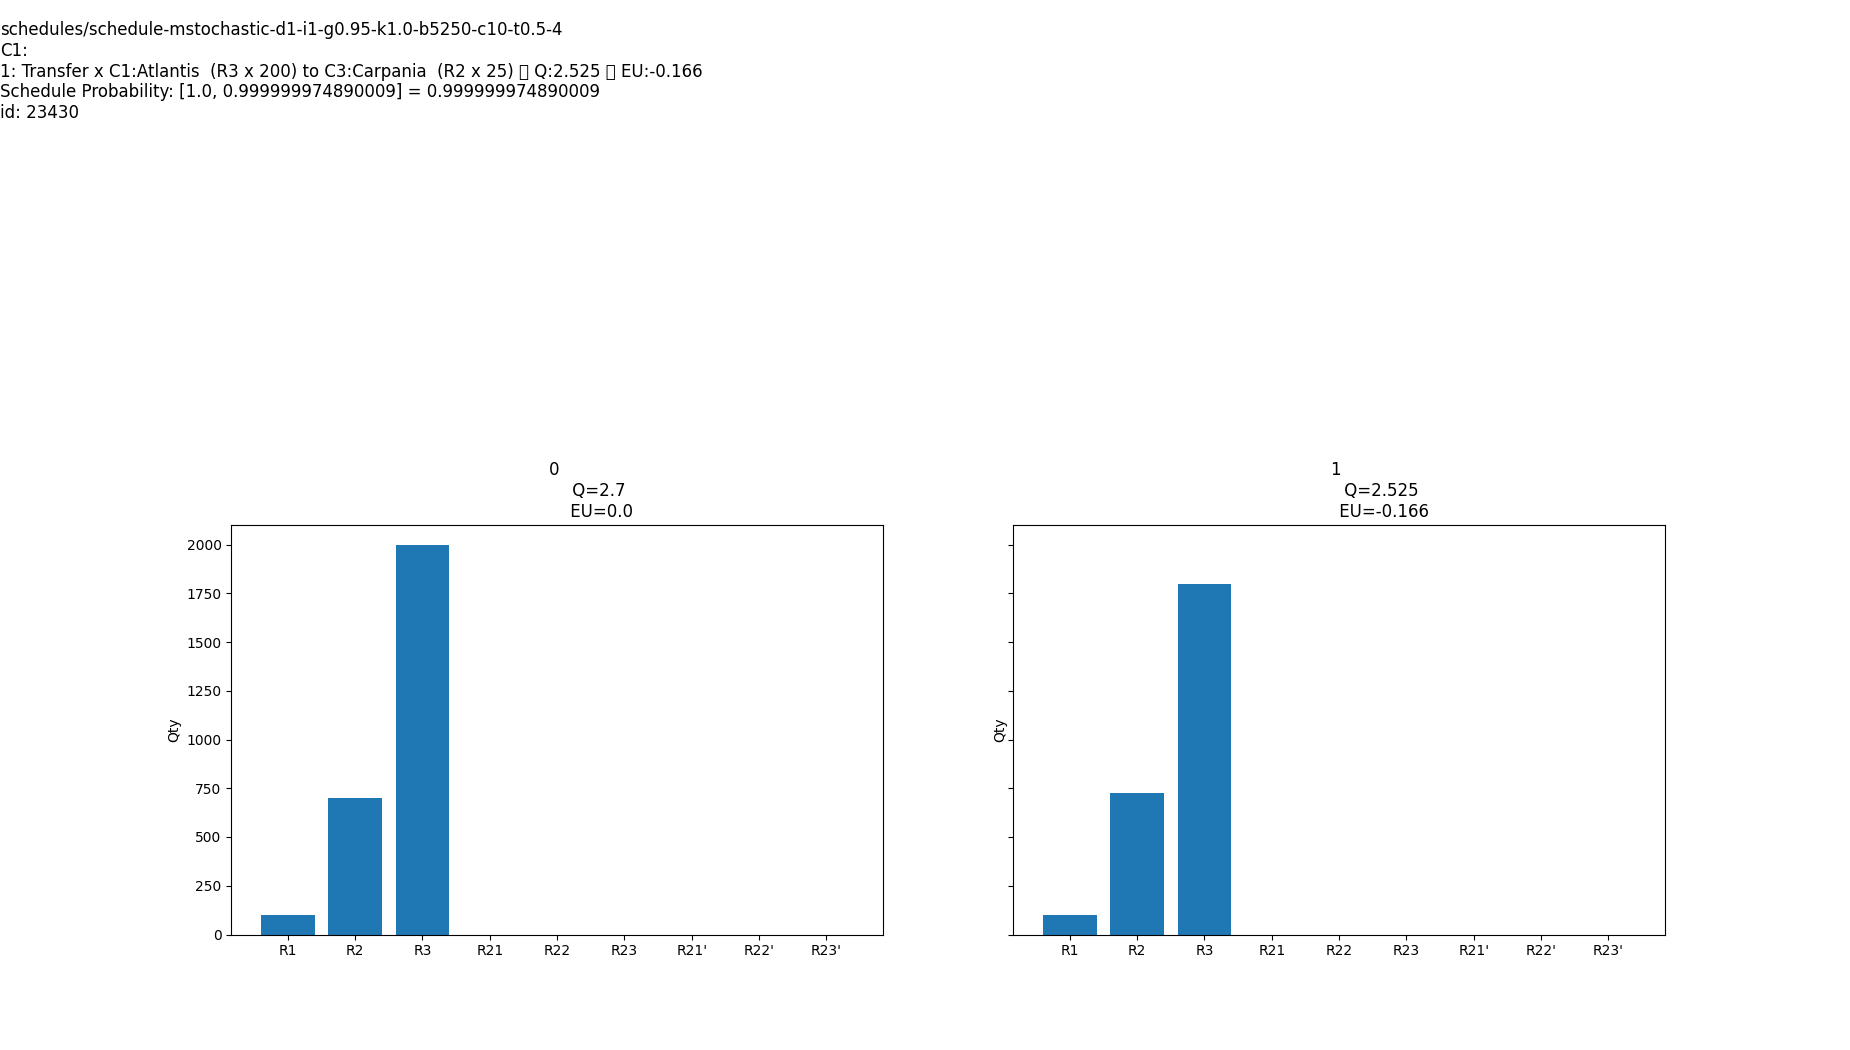 schedules/schedule-mstochastic-d1-i1-g0.95-k1.0-b5250-c10-t0.5-4
C1:
1: Transfer x C1:Atlantis (R3 x 200) to C3:Carpania (R2 x 25) ▯ Q:2.525 ▯ EU:-0.166
Schedule Probability: [1.0, 0.999999974890009] = 0.999999974890009
id: 23430
0
Q=2.7
EU=0.0
2000
1750
1500
1250
1000
750
500
250
0
Qty
R1 R2 R3 R21 R22 R23 R21' R22' R23'
1
Q=2.525
EU=-0.166
Qty
R1 R2 R3 R21 R22 R23 R21' R22' R23'